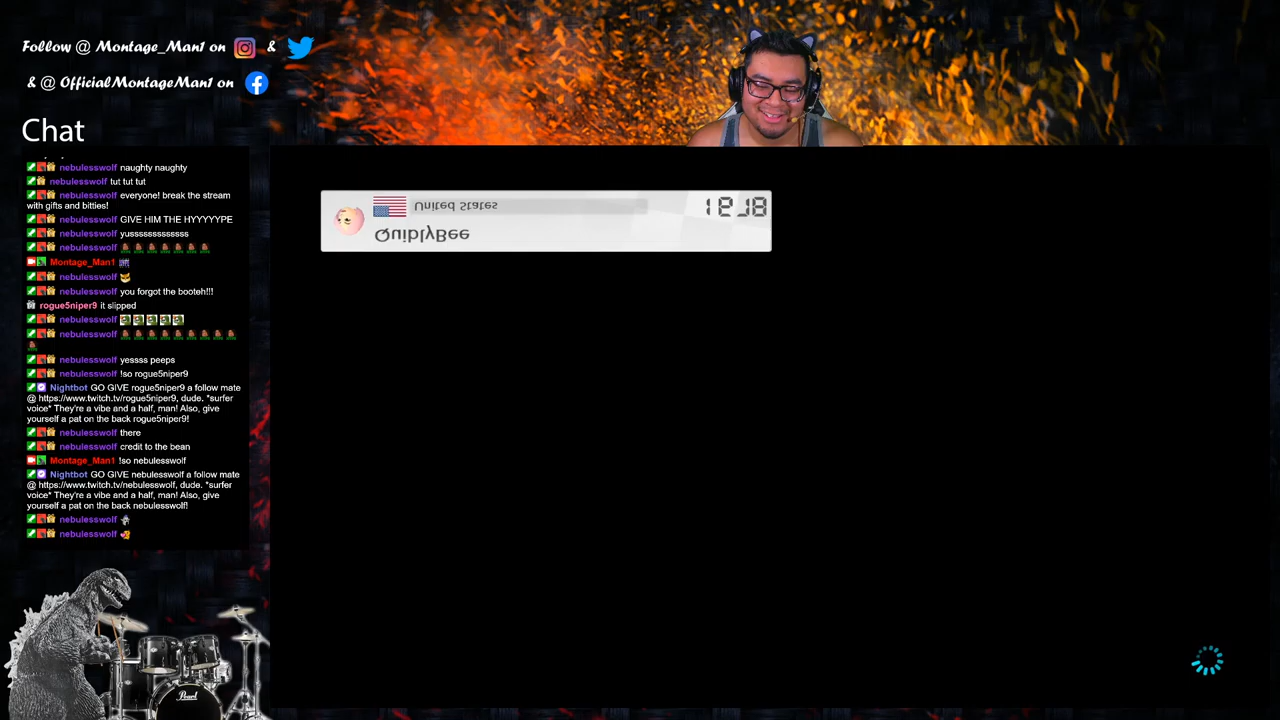 Follow @ Montage_Man1 on &
& @ OfficialMontageMan1 on
Chat
nebulesswolf naughty naughty
nebulesswolf tut tut tut
nebulesswolf everyone! break the stream
with gifts and bitties!
nebulesswolf GIVE HIM THE HYYYYYPE
nebulesswolf yussssesssssss
nebulesswolf
Montage_Man1
nebulesswolf
nebulesswolf you forgot the booteh!!!
rogue5niper9 it slipped
nebulesswolf
nebulesswolf
nebulesswolf yessss peeps
nebulesswolf !so rogue5niper9
Nightbot GO GIVE rogue5niper9 a follow mate
@ https://www.twitch.tv/rogue5niper9, dude. *surfer
voice* They're a vibe and a half, man! Also, give
yourself a pat on the back rogue5niper9!
nebulesswolf there
nebulesswolf credit to the bean
Montage_Man1 !so nebulesswolf
Nightbot GO GIVE nebulesswolf a follow mate
@ https://www.twitch.tv/nebulesswolf, dude. *surfer
voice* They're a vibe and a half, man! Also, give
yourself a pat on the back nebulesswolf!
nebulesswolf
nebulesswolf
United States
QuiblyBee
Pearl